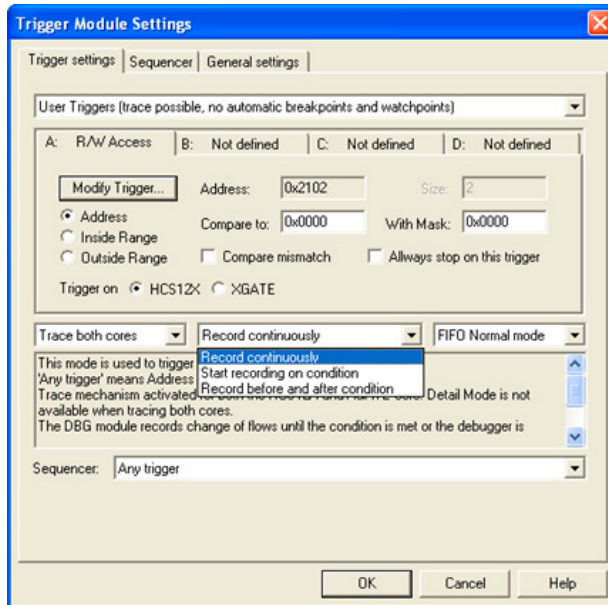 Trigger Module Settings
Trigger settings Sequencer General settings
User Triggers (trace possible, no automatic breakpoints and watchpoints)
A: R/W Access B: Not defined C: Not defined D: Not defined
Modify Trigger... Address: 0x2102 Size: 2
Address Compare to: 0x0000 With Mask: 0x0000
Inside Range
Outside Range Compare mismatch Allways stop on this trigger
Trigger on HCS12X XGATE
Trace both cores Record continuously FIFO Normal mode
Record continuously
Start recording on condition
Record before and after condition
This mode is used to trigger
'Any trigger' means Address
Trace mechanism activated Detail Mode is not
available when tracing both cores.
The DBG module records change of flows until the condition is met or the debugger is
Sequencer: Any trigger
OK Cancel Help